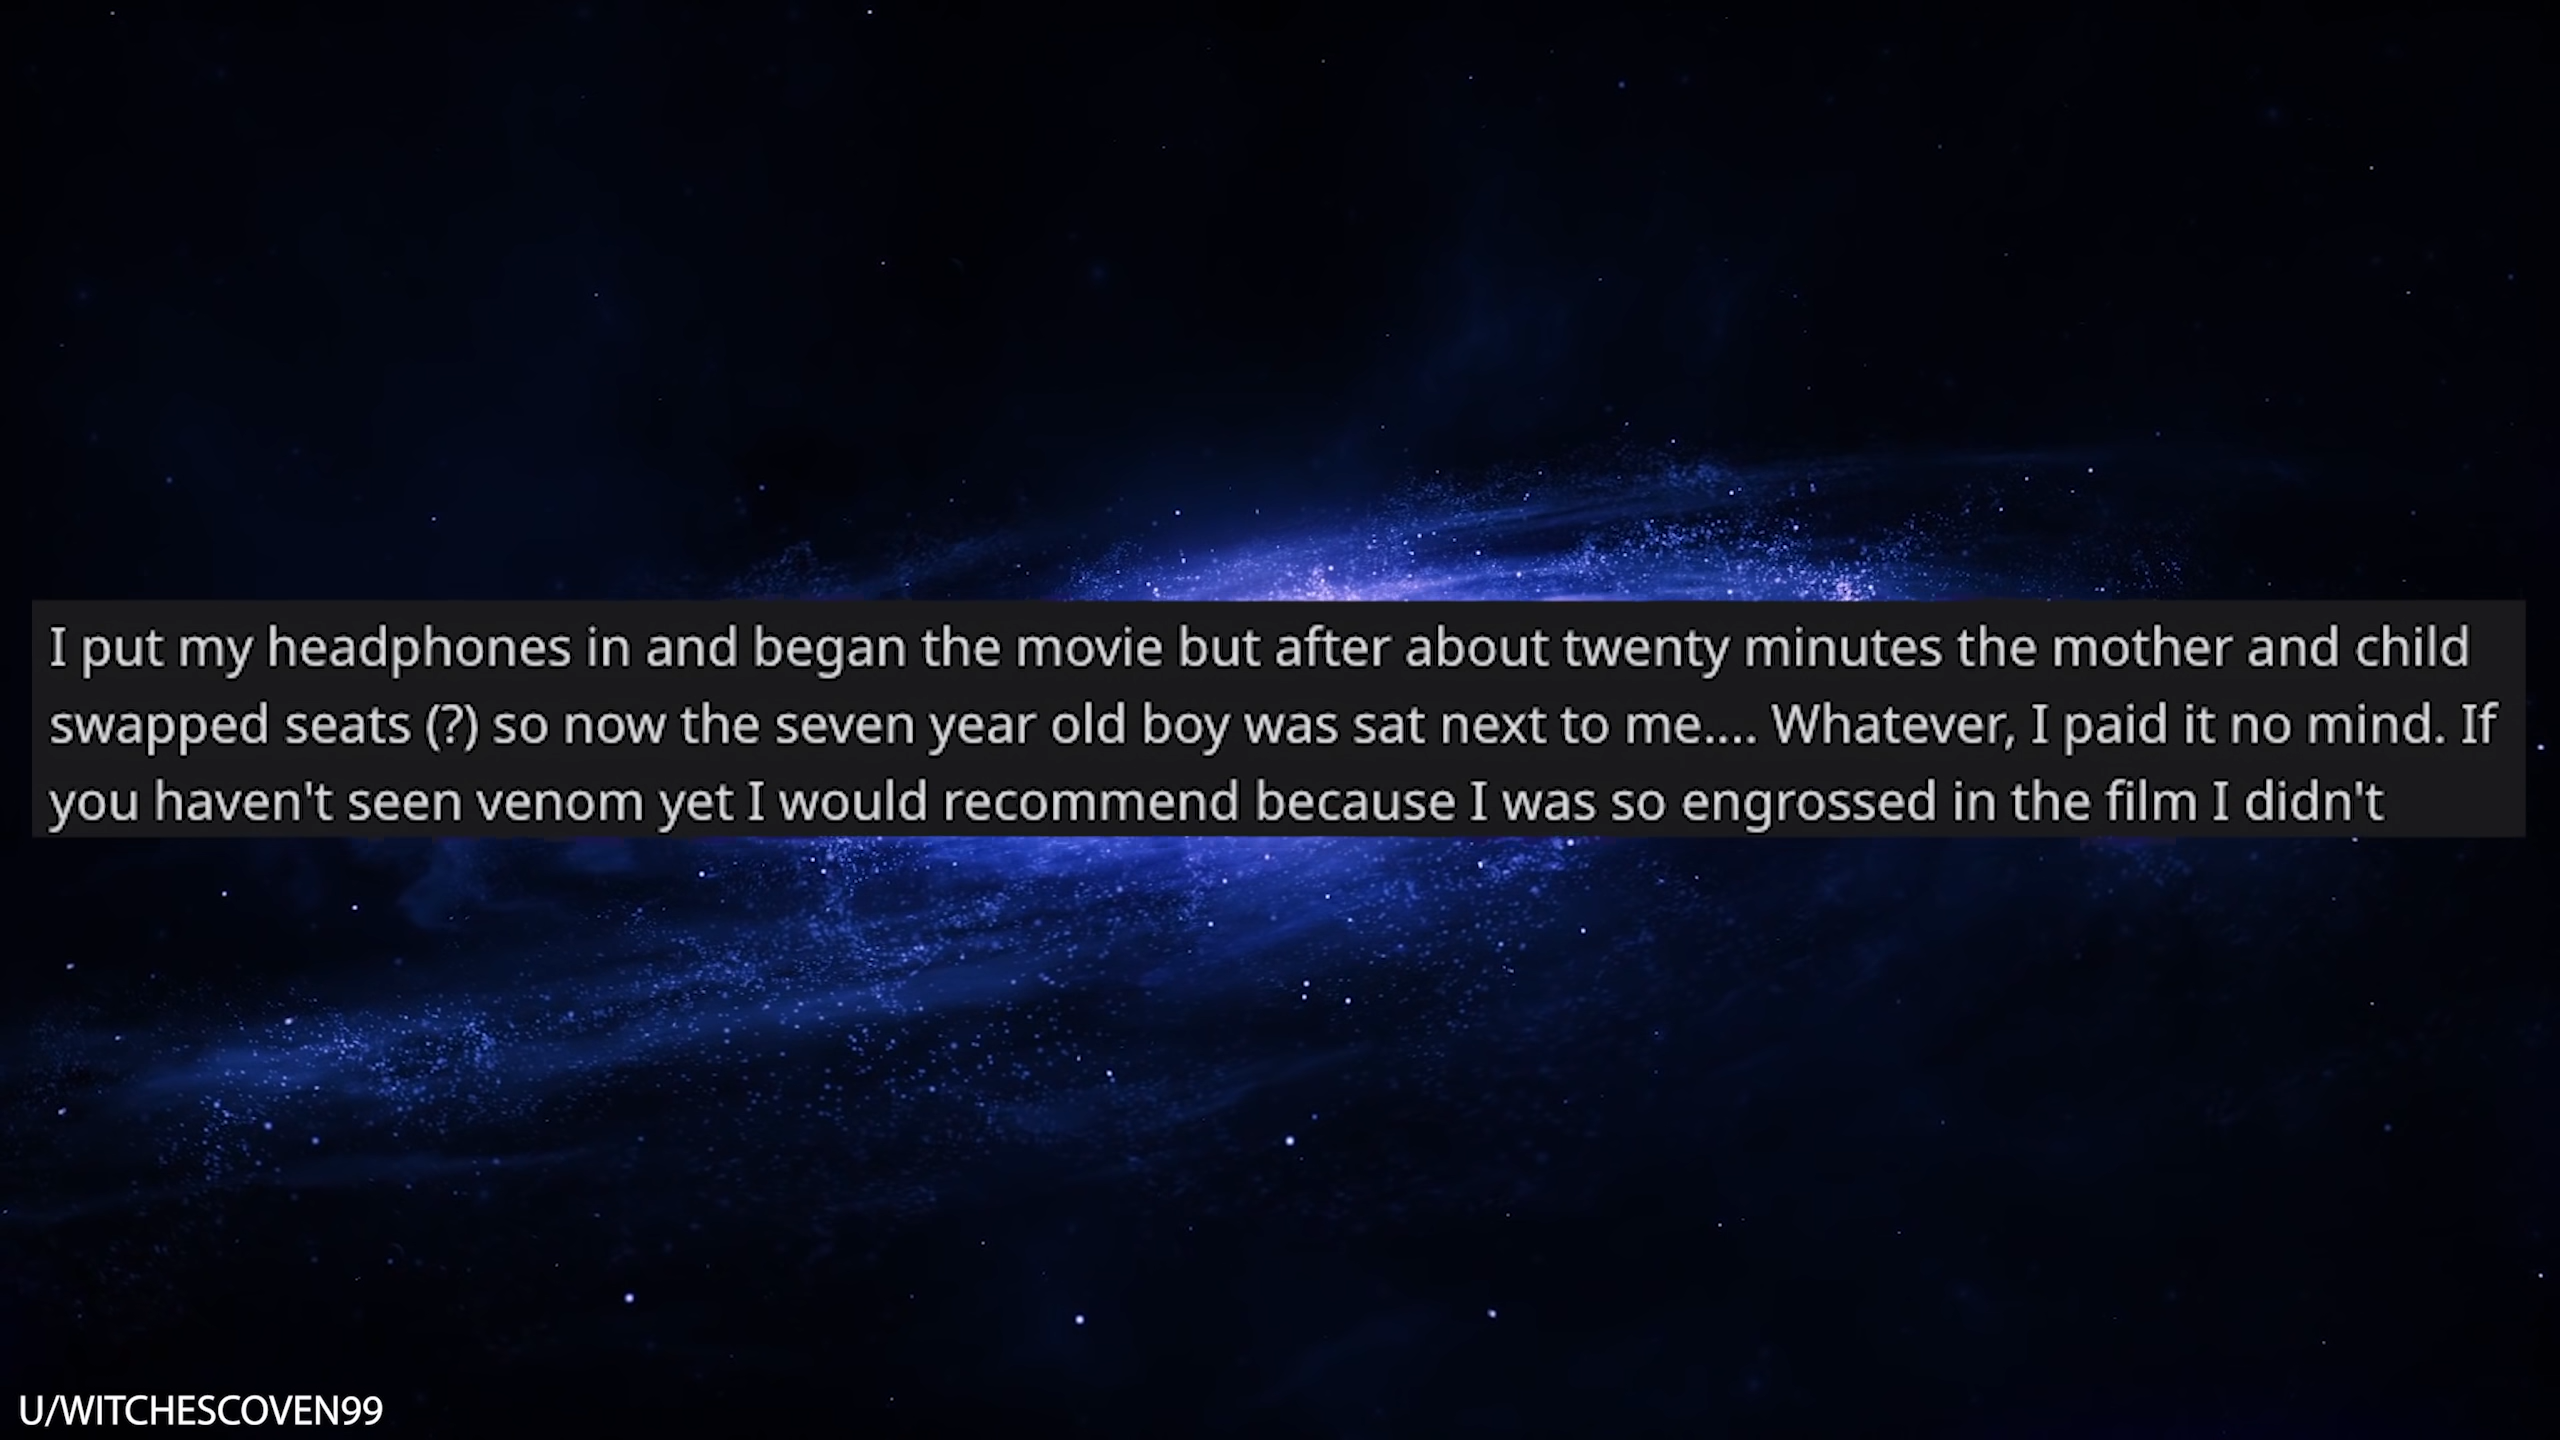 I put my headphones in and began the movie but after about twenty minutes the mother and child
swapped seats (?) so now the seven year old boy was sat next to me.... Whatever, I paid it no mind. If
you haven't seen venom yet I would recommend because I was so engrossed in the film I didn't
U/WITCHESCOVEN99